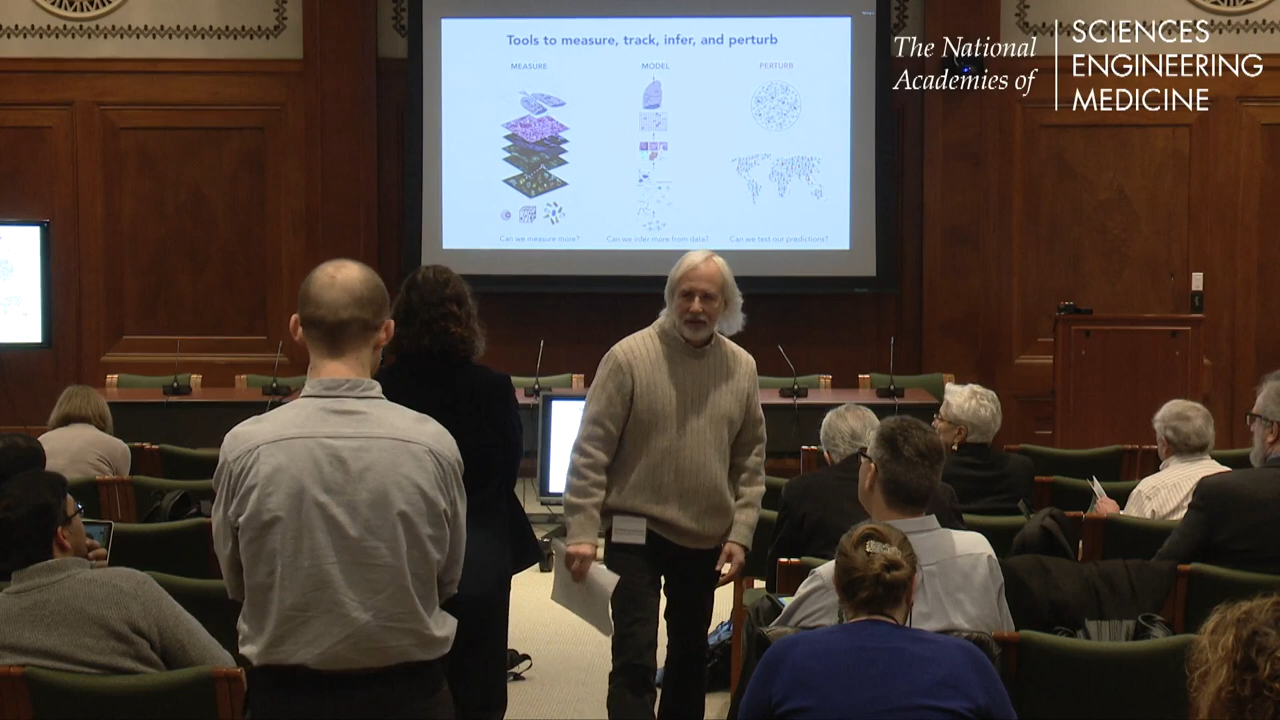 Tools to measure, track, infer, and perturb
MEASURE
MODEL
PERTURB
Can we measure more?
Can we infer more from data?
Can we test our predictions?
The National
Academies of
SCIENCES
ENGINEERING
MEDICINE